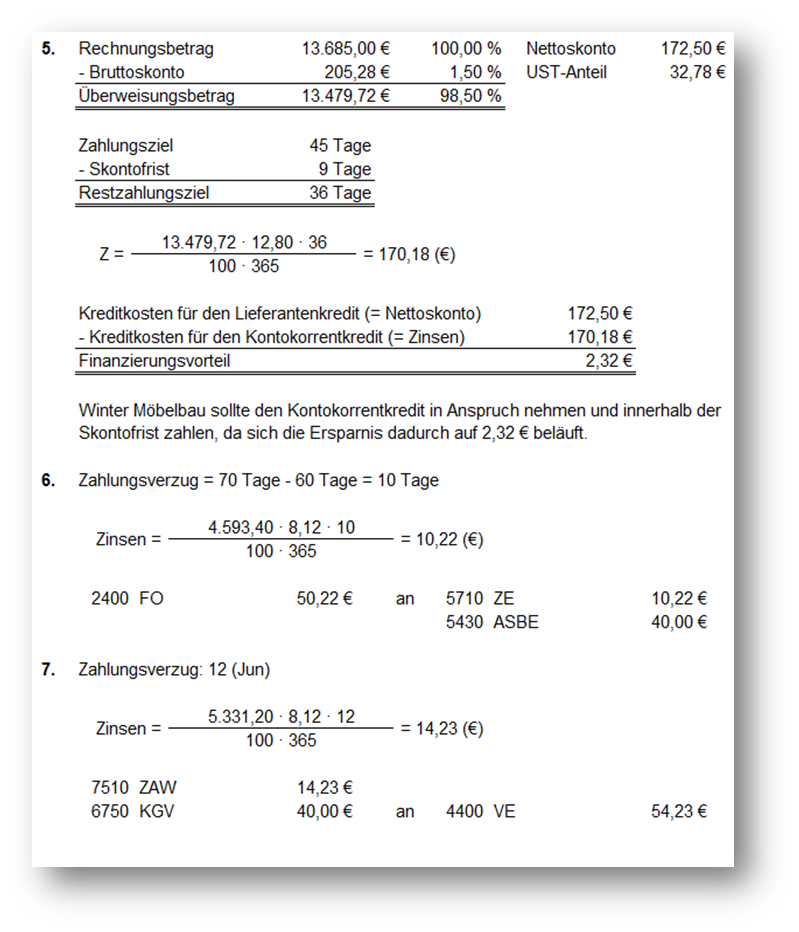 5. Rechnungsbetrag 13.685,00 € 100,00 % Nettoskonto 172,50 €
- Bruttoskonto 205,28 € 1,50 % UST-Anteil 32,78 €
Überweisungsbetrag 13.479,72 € 98,50 %
Zahlungsziel 45 Tage
- Skontofrist 9 Tage
Restzahlungsziel 36 Tage
13.479,72 · 12,80 · 36
Z = = 170,18 (€)
100 · 365
Kreditkosten für den Lieferantenkredit (= Nettoskonto) 172,50 €
- Kreditkosten für den Kontokorrentkredit (= Zinsen) 170,18 €
Finanzierungsvorteil 2,32 €
Winter Möbelbau sollte den Kontokorrentkredit in Anspruch nehmen und innerhalb der
Skontofrist zahlen, da sich die Ersparnis dadurch auf 2,32 € beläuft.
6. Zahlungsverzug = 70 Tage - 60 Tage = 10 Tage
4.593,40 · 8,12 · 10
Zinsen = = 10,22 (€)
100 · 365
2400 FO 50,22 € an 5710 ZE 10,22 €
5430 ASBE 40,00 €
7. Zahlungsverzug: 12 (Jun)
5.331,20 · 8,12 · 12
Zinsen = = 14,23 (€)
100 · 365
7510 ZAW 14,23 €
6750 KGV 40,00 € an 4400 VE 54,23 €